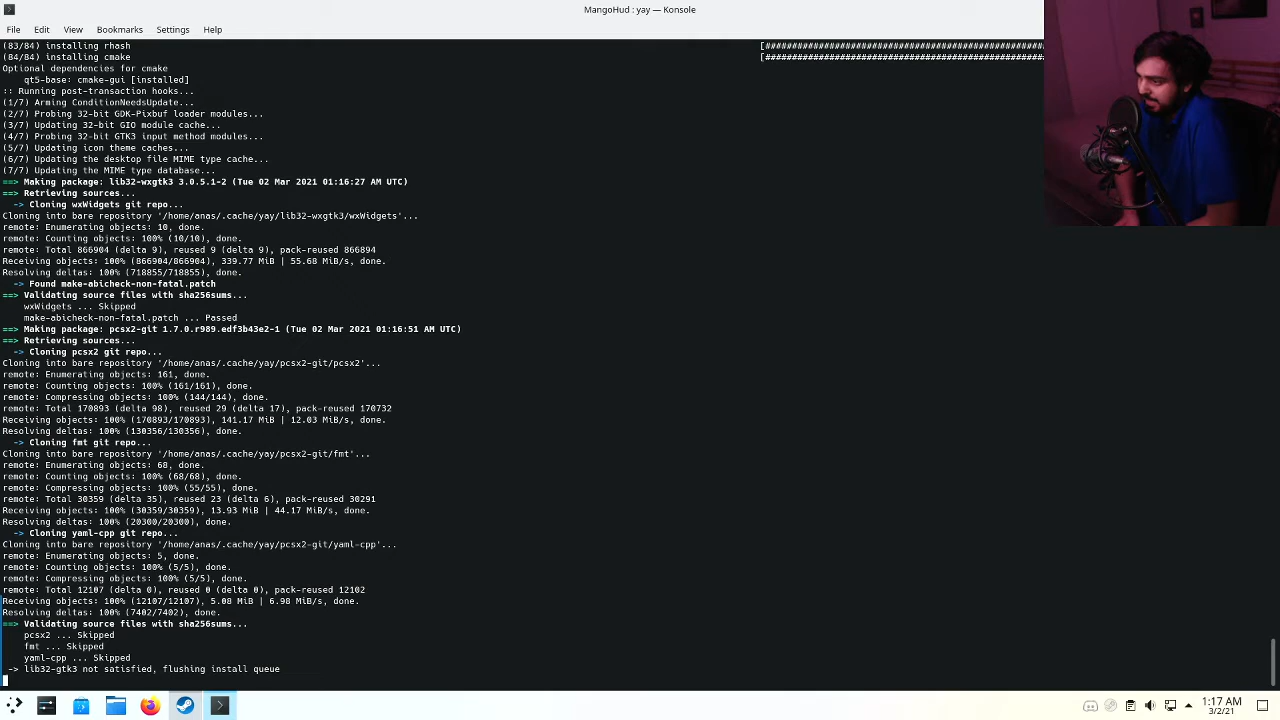 MangoHud : yay — Konsole
File Edit View Bookmarks Settings Help
(83/84) installing rhash [########################################################
(84/84) installing cmake [########################################################
Optional dependencies for cmake
qt5-base: cmake-gui [installed]
:: Running post-transaction hooks...
(1/7) Arming ConditionNeedsUpdate...
(2/7) Probing 32-bit GDK-Pixbuf loader modules...
(3/7) Updating 32-bit GIO module cache...
(4/7) Probing 32-bit GTK3 input method modules...
(5/7) Updating icon theme caches...
(6/7) Updating the desktop file MIME type cache...
(7/7) Updating the MIME type database...
==> Making package: lib32-wxgtk3 3.0.5.1-2 (Tue 02 Mar 2021 01:16:27 AM UTC)
==> Retrieving sources...
-> Cloning wxWidgets git repo...
Cloning into bare repository '/home/anas/.cache/yay/lib32-wxgtk3/wxWidgets'...
remote: Enumerating objects: 10, done.
remote: Counting objects: 100% (10/10), done.
remote: Total 866904 (delta 9), reused 9 (delta 9), pack-reused 866894
Receiving objects: 100% (866904/866904), 339.77 MiB | 55.68 MiB/s, done.
Resolving deltas: 100% (718855/718855), done.
-> Found make-abicheck-non-fatal.patch
==> Validating source files with sha256sums...
wxWidgets ... Skipped
make-abicheck-non-fatal.patch ... Passed
==> Making package: pcsx2-git 1.7.0.r989.edf3b43e2-1 (Tue 02 Mar 2021 01:16:51 AM UTC)
==> Retrieving sources...
-> Cloning pcsx2 git repo...
Cloning into bare repository '/home/anas/.cache/yay/pcsx2-git/pcsx2'...
remote: Enumerating objects: 161, done.
remote: Counting objects: 100% (161/161), done.
remote: Compressing objects: 100% (144/144), done.
remote: Total 170893 (delta 98), reused 29 (delta 17), pack-reused 170732
Receiving objects: 100% (170893/170893), 141.17 MiB | 12.03 MiB/s, done.
Resolving deltas: 100% (130356/130356), done.
-> Cloning fmt git repo...
Cloning into bare repository '/home/anas/.cache/yay/pcsx2-git/fmt'...
remote: Enumerating objects: 68, done.
remote: Counting objects: 100% (68/68), done.
remote: Compressing objects: 100% (55/55), done.
remote: Total 30359 (delta 35), reused 23 (delta 6), pack-reused 30291
Receiving objects: 100% (30359/30359), 13.93 MiB | 44.17 MiB/s, done.
Resolving deltas: 100% (20300/20300), done.
-> Cloning yaml-cpp git repo...
Cloning into bare repository '/home/anas/.cache/yay/pcsx2-git/yaml-cpp'...
remote: Enumerating objects: 5, done.
remote: Counting objects: 100% (5/5), done.
remote: Compressing objects: 100% (5/5), done.
remote: Total 12107 (delta 0), reused 0 (delta 0), pack-reused 12102
Receiving objects: 100% (12107/12107), 5.08 MiB | 6.98 MiB/s, done.
Resolving deltas: 100% (7402/7402), done.
==> Validating source files with sha256sums...
pcsx2 ... Skipped
fmt ... Skipped
yaml-cpp ... Skipped
-> lib32-gtk3 not satisfied, flushing install queue
1:17 AM
3/2/21